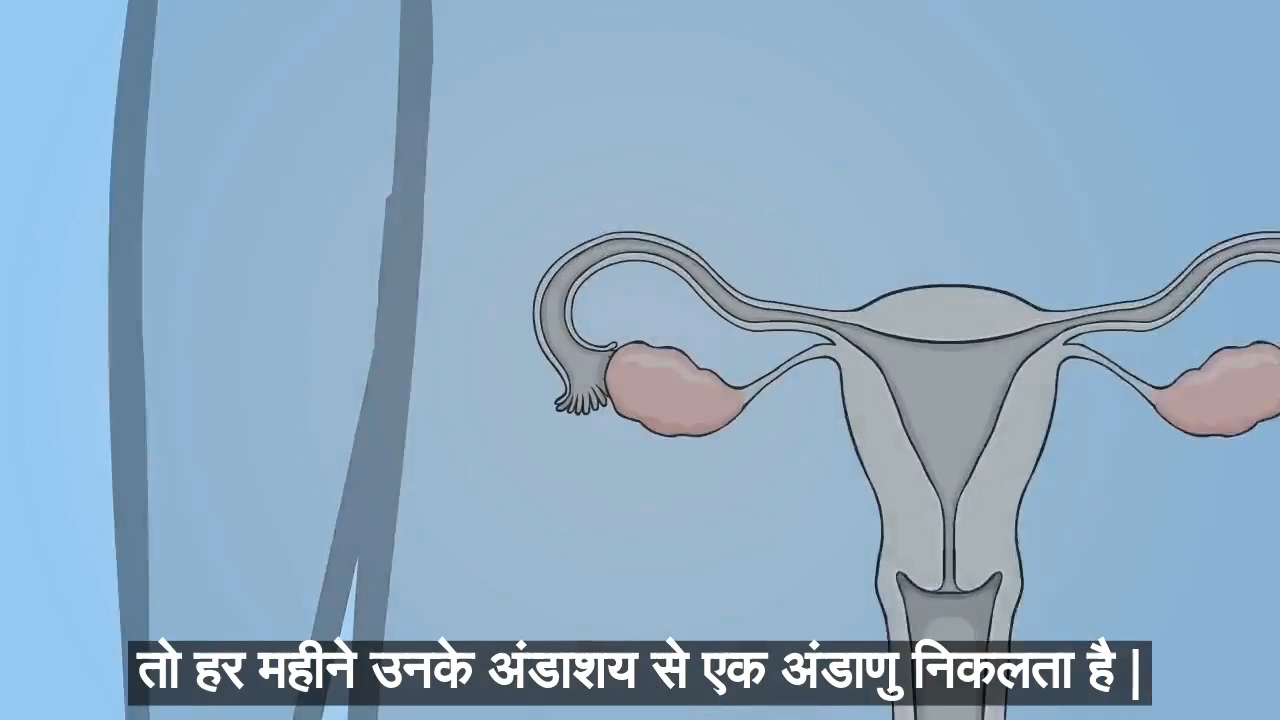 तो हर महीने उनके अंडाशय से एक अंडाणु निकलता है |